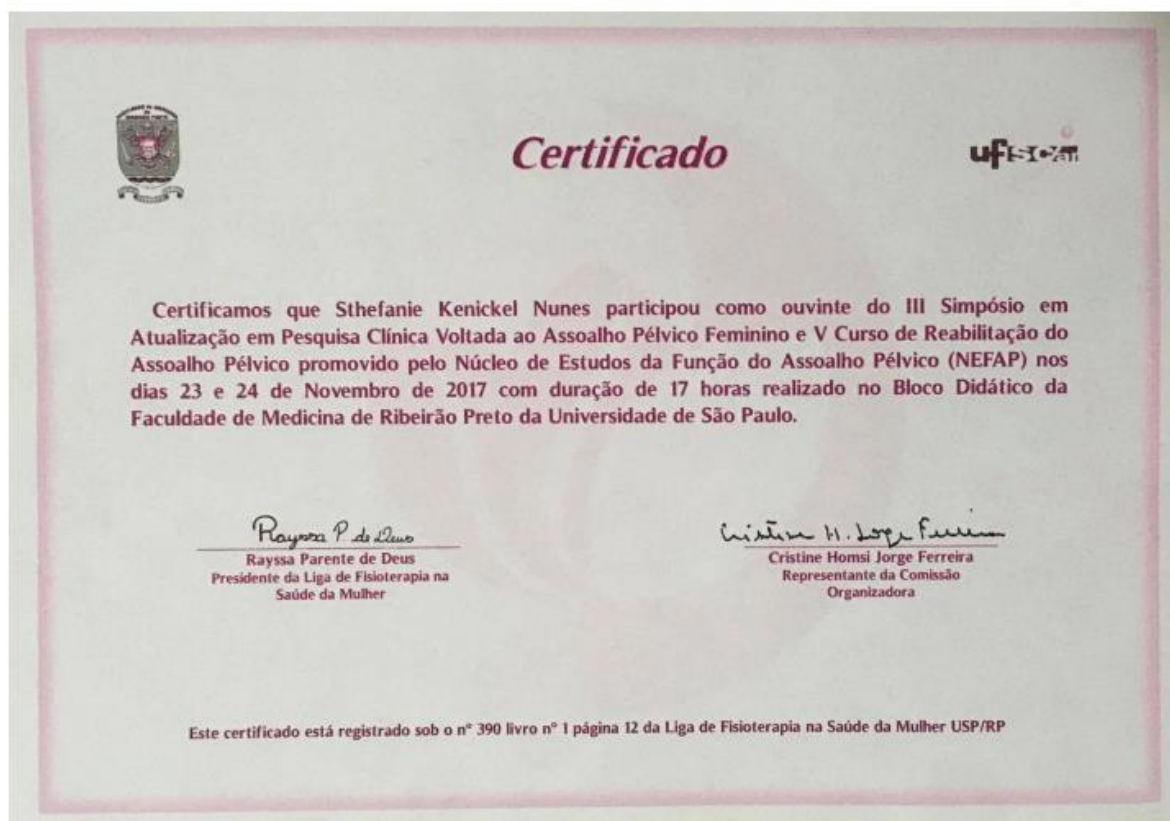 Certificado
ufscar
Certificamos que Sthefanie Kenickel Nunes participou como ouvinte do III Simpósio em
Atualização em Pesquisa Clínica Voltada ao Assoalho Pélvico Feminino e V Curso de Reabilitação do
Assoalho Pélvico promovido pelo Núcleo de Estudos da Função do Assoalho Pélvico (NEFAP) nos
dias 23 e 24 de Novembro de 2017 com duração de 17 horas realizado no Bloco Didático da
Faculdade de Medicina de Ribeirão Preto da Universidade de São Paulo.
Rayssa P. de Deus
Rayssa Parente de Deus
Presidente da Liga de Fisioterapia na
Saúde da Mulher
Cristine H. Jorge Ferreira
Cristine Homsi Jorge Ferreira
Representante da Comissão
Organizadora
Este certificado está registrado sob o nº 390 livro nº 1 página 12 da Liga de Fisioterapia na Saúde da Mulher USP/RP